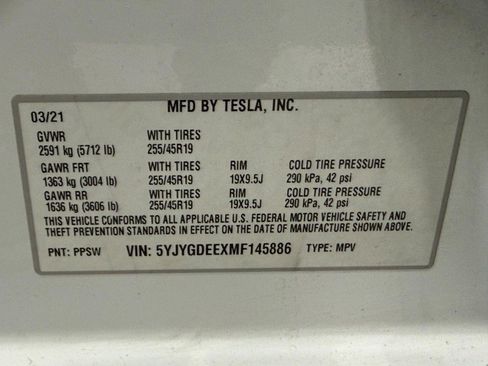 MFD BY TESLA, INC.
03/21
GVWR WITH TIRES
2591 kg (5712 lb) 255/45R19
GAWR FRT WITH TIRES RIM COLD TIRE PRESSURE
1363 kg (3004 lb) 255/45R19 19X9.5J 290 kPa, 42 psi
GAWR RR WITH TIRES RIM COLD TIRE PRESSURE
1636 kg (3606 lb) 255/45R19 19X9.5J 290 kPa, 42 psi
THIS VEHICLE CONFORMS TO ALL APPLICABLE U.S. FEDERAL MOTOR VEHICLE SAFETY AND
THEFT PREVENTION STANDARDS IN EFFECT ON THE DATE OF MANUFACTURE SHOWN ABOVE.
PNT: PPSW VIN: 5YJYGDEEXMF145886 TYPE: MPV